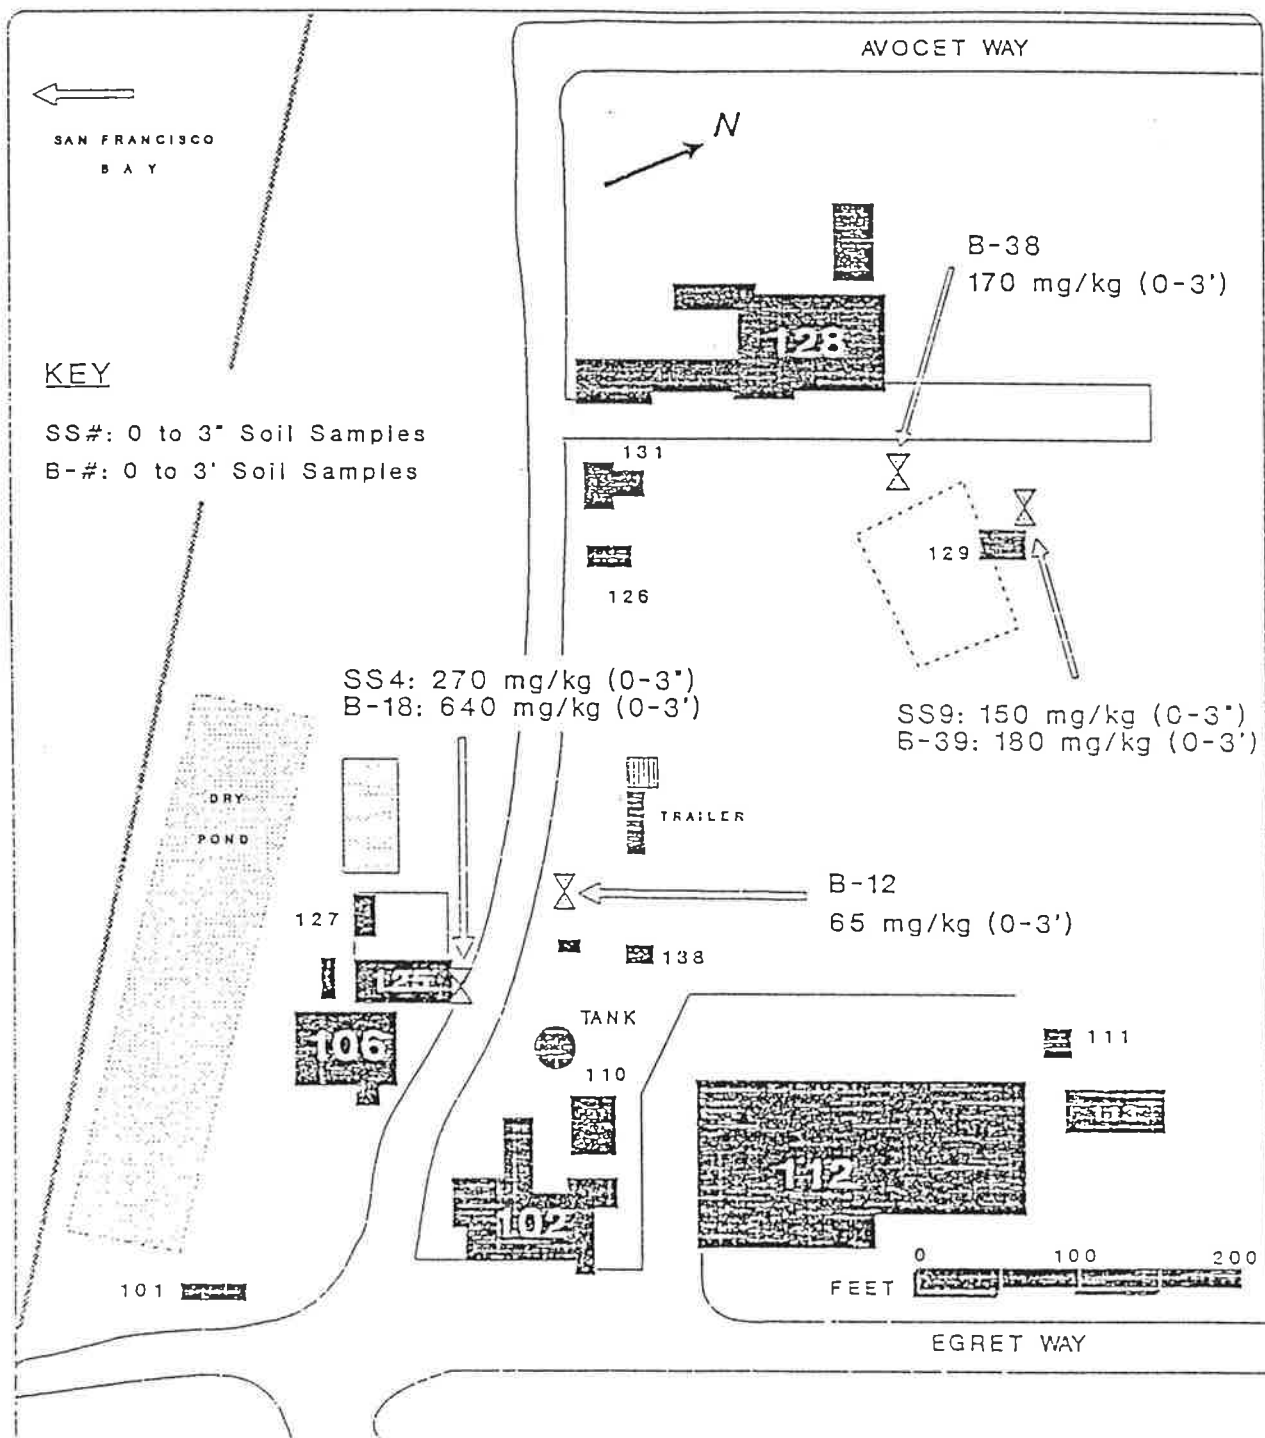 AVOCET WAY
SAN FRANCISCO
BAY
N
B-38
170 mg/kg (0-3')
128
KEY
SS#: 0 to 3" Soil Samples
B-#: 0 to 3' Soil Samples
131
129
126
SS4: 270 mg/kg (0-3")
B-18: 640 mg/kg (0-3')
SS9: 150 mg/kg (0-3")
B-39: 180 mg/kg (0-3')
DRY
POND
TRAILER
B-12
65 mg/kg (0-3')
127
138
125
TANK
106
111
110
113
112
102
0 100 200
FEET
101
EGRET WAY